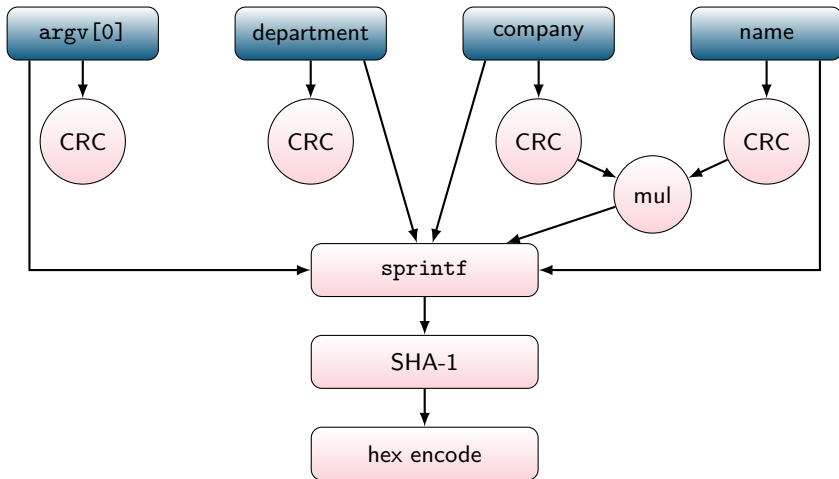 argv[0]
department
company
name
CRC
CRC
CRC
CRC
mul
sprintf
SHA-1
hex encode